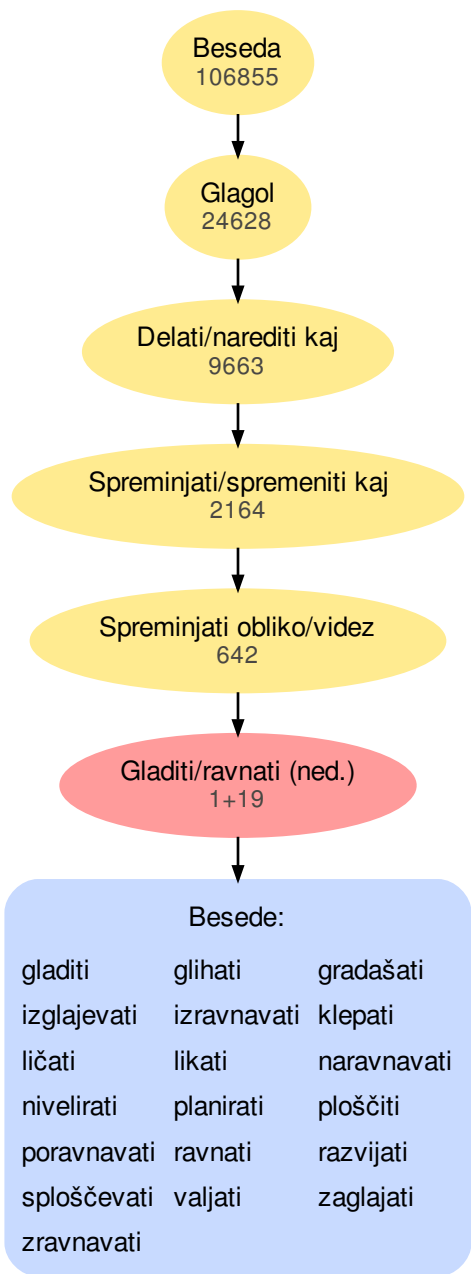 Beseda
106855
Glagol
24628
Delati/narediti kaj
9663
Spreminjati/spremeniti kaj
2164
Spreminjati obliko/videz
642
Gladiti/ravnati (ned.)
1+19
Besede:
gladiti glihati gradašati
izglajevati izravnavati klepati
ličati likati naravnavati
nivelirati planirati ploščiti
poravnavati ravnati razvijati
sploščevati valjati zaglajati
zravnavati